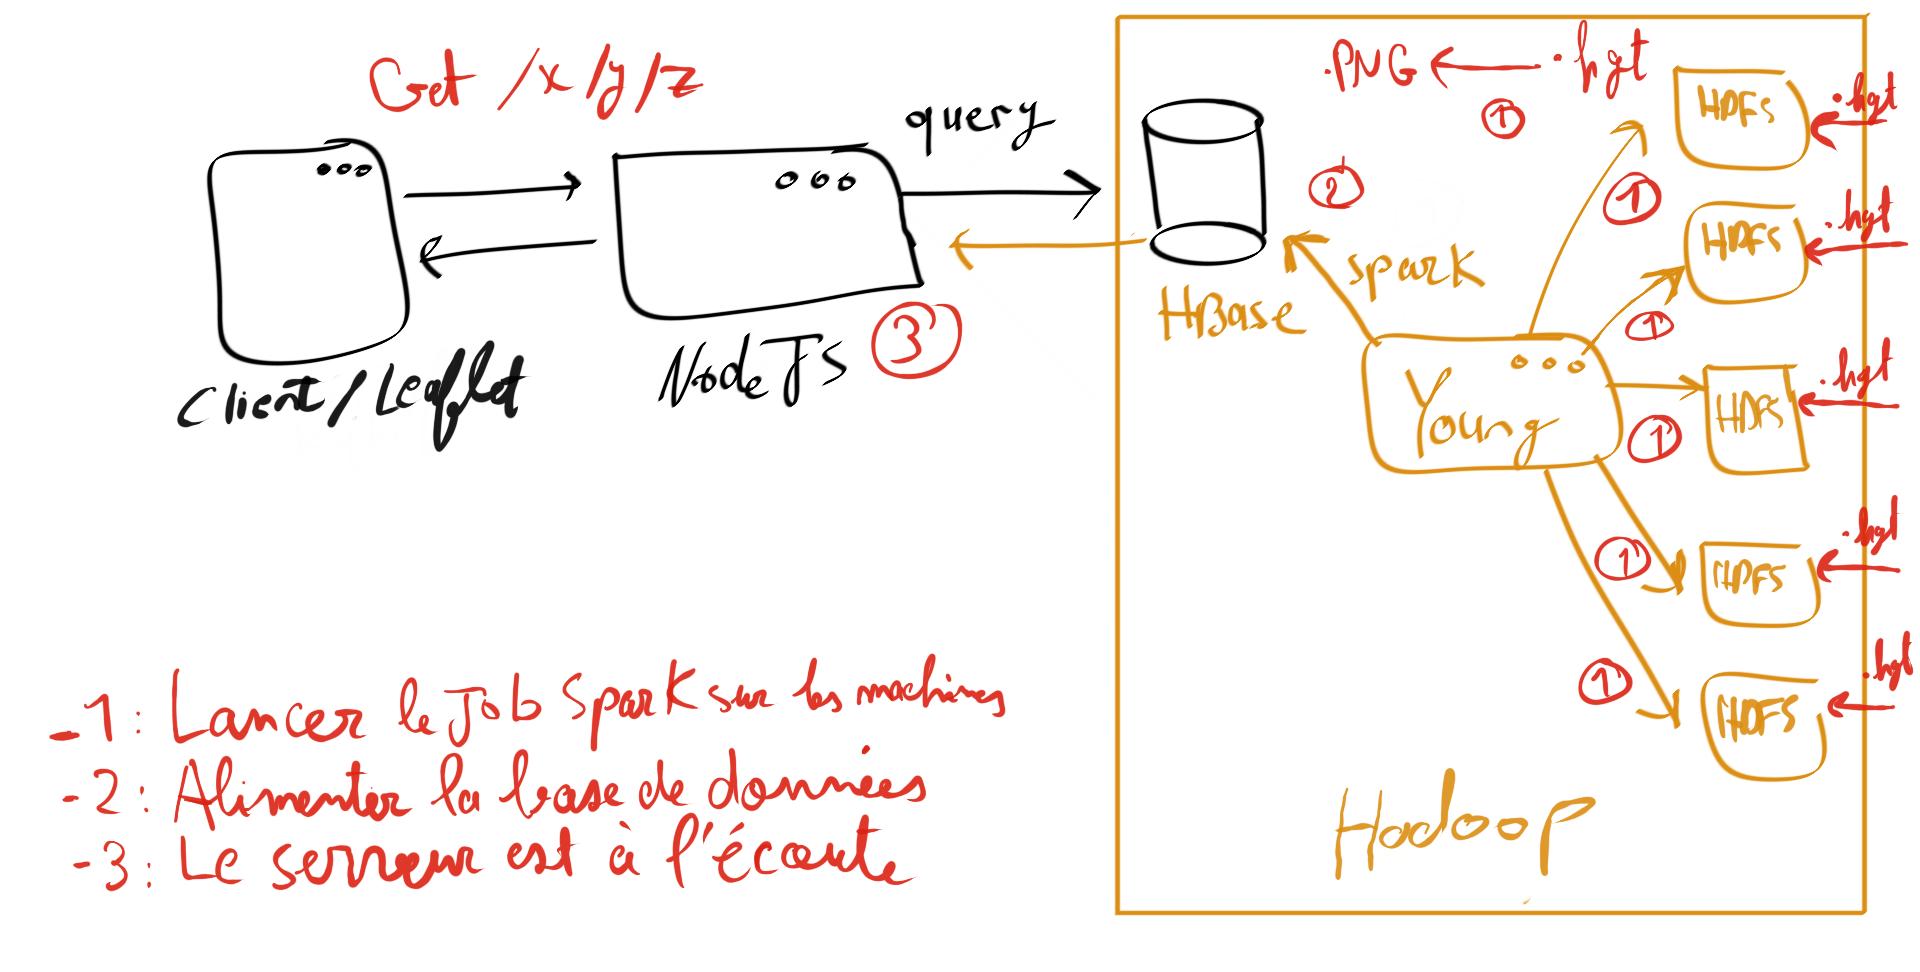 Get /x/y/z
query
.PNG
.hgt
1
2
HDFS
.hgt
1
HDFS
.hgt
spark
HBase
1
Client/Leaflet
NodeJS
3
Young
HDFS
.hgt
1
1
HDFS
.hgt
1
HDFS
.hgt
Hadoop
-1: Lancer le Job Spark sur les machines
-2: Alimenter la base de données
-3: Le serveur est à l'écoute